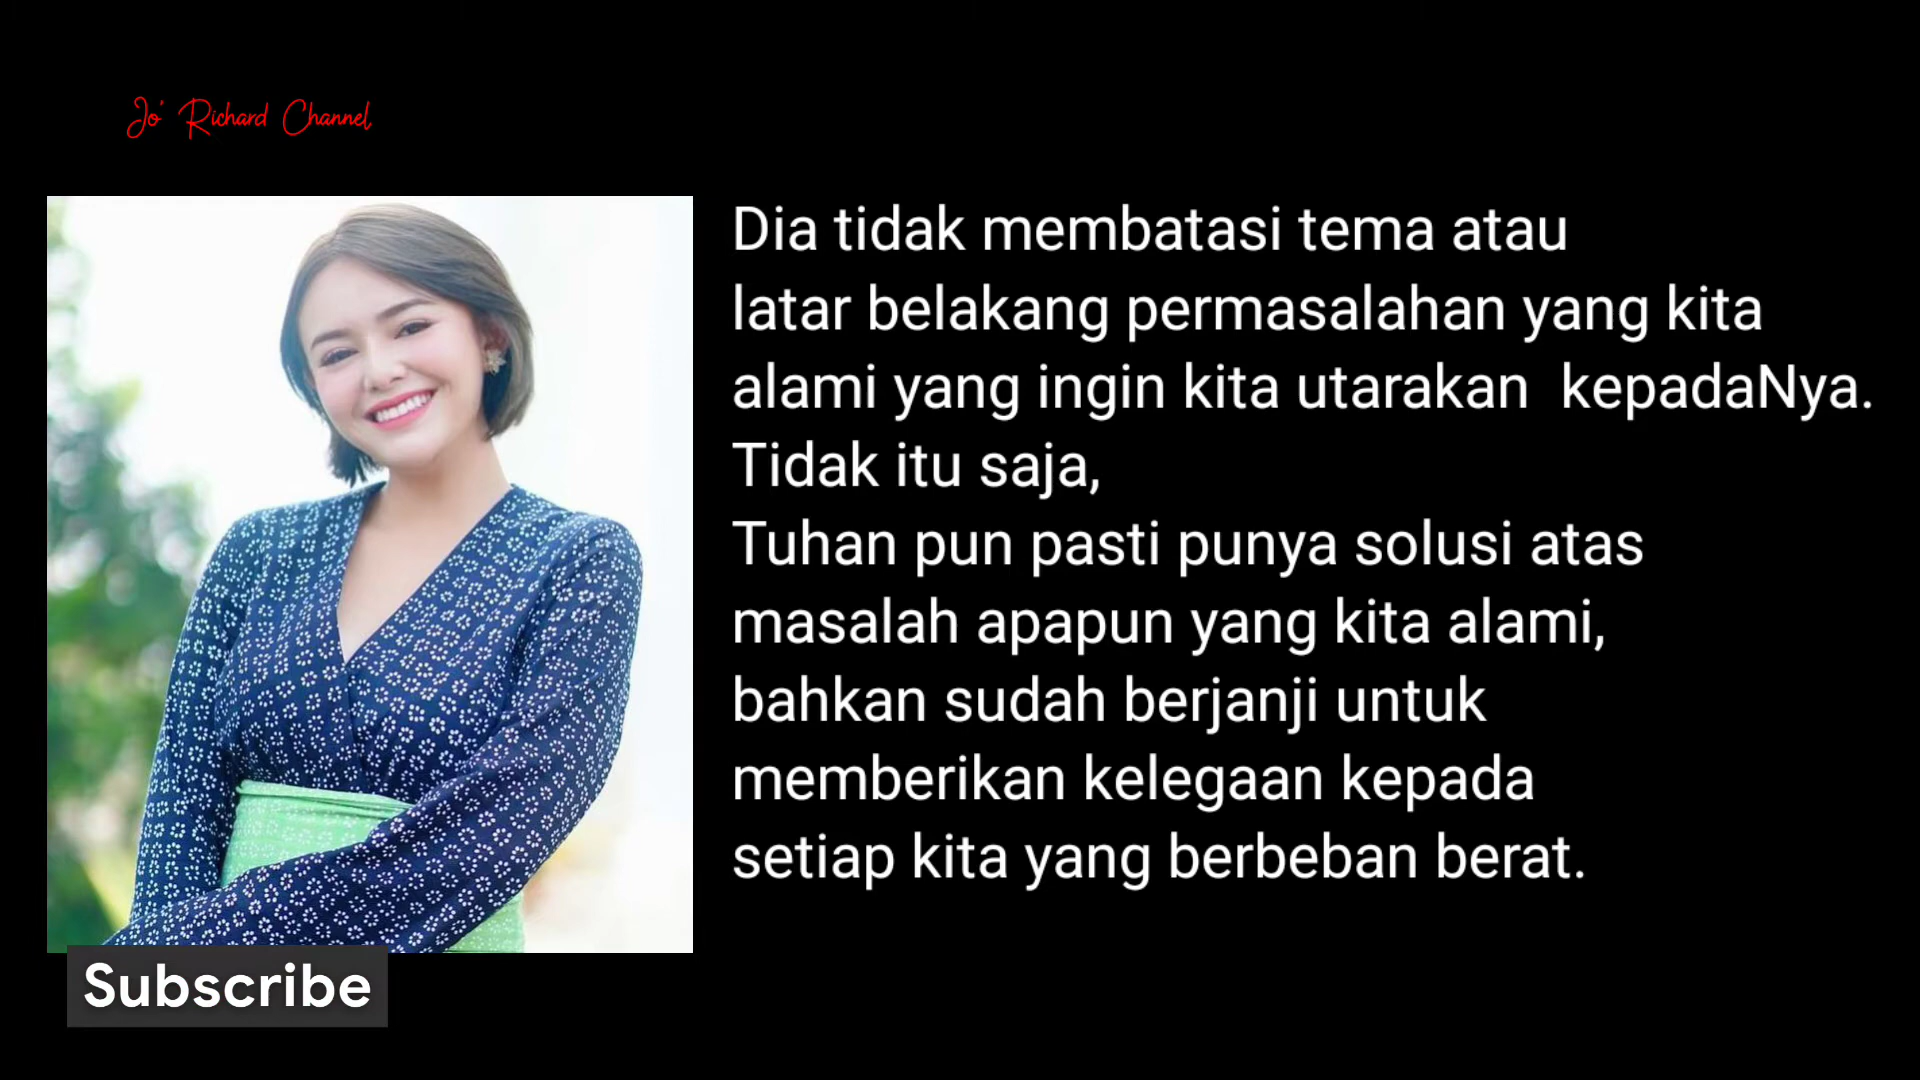 Jo' Richard Channel
Dia tidak membatasi tema atau
latar belakang permasalahan yang kita
alami yang ingin kita utarakan  kepadaNya.
Tidak itu saja,
Tuhan pun pasti punya solusi atas
masalah apapun yang kita alami,
bahkan sudah berjanji untuk
memberikan kelegaan kepada
setiap kita yang berbeban berat.
Subscribe